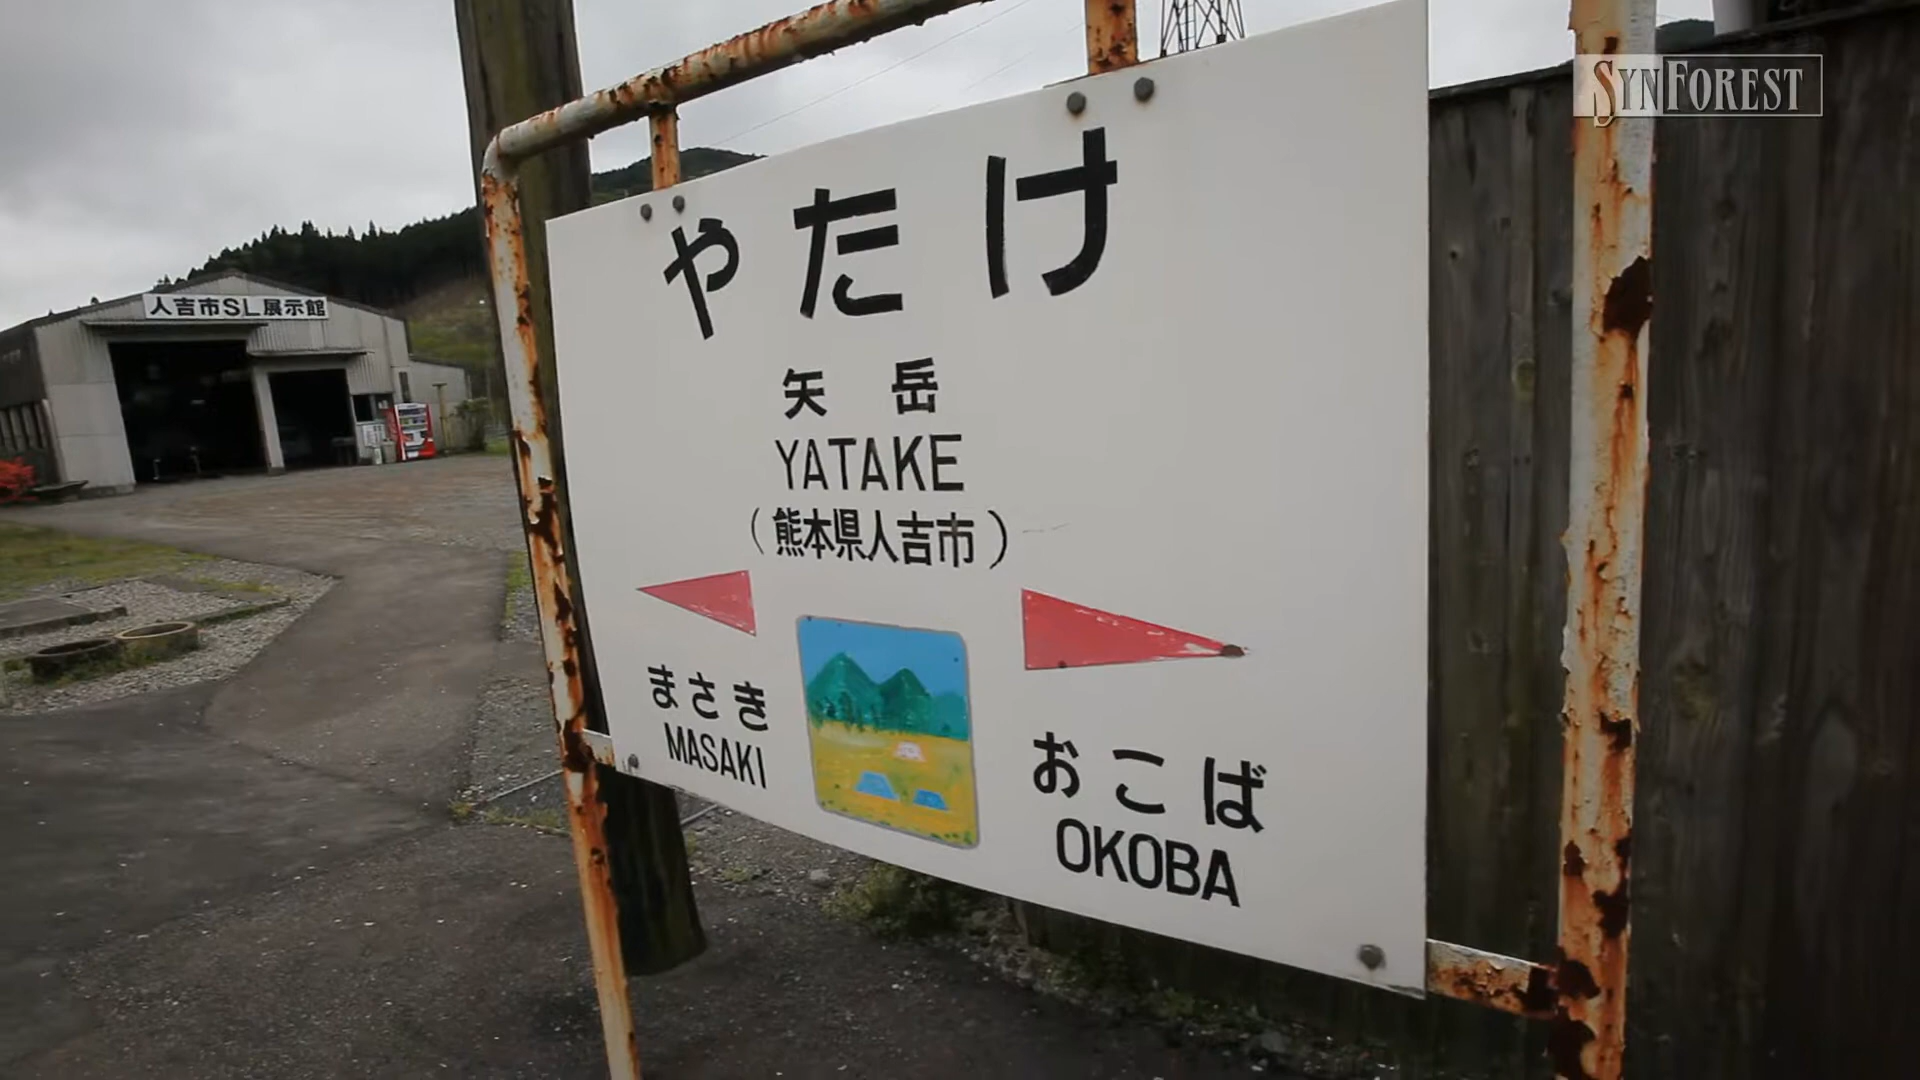 SYNFOREST
人吉市SL展示館
やたけ
矢岳
YATAKE
(熊本県人吉市)
まさき
MASAKI
おこば
OKOBA